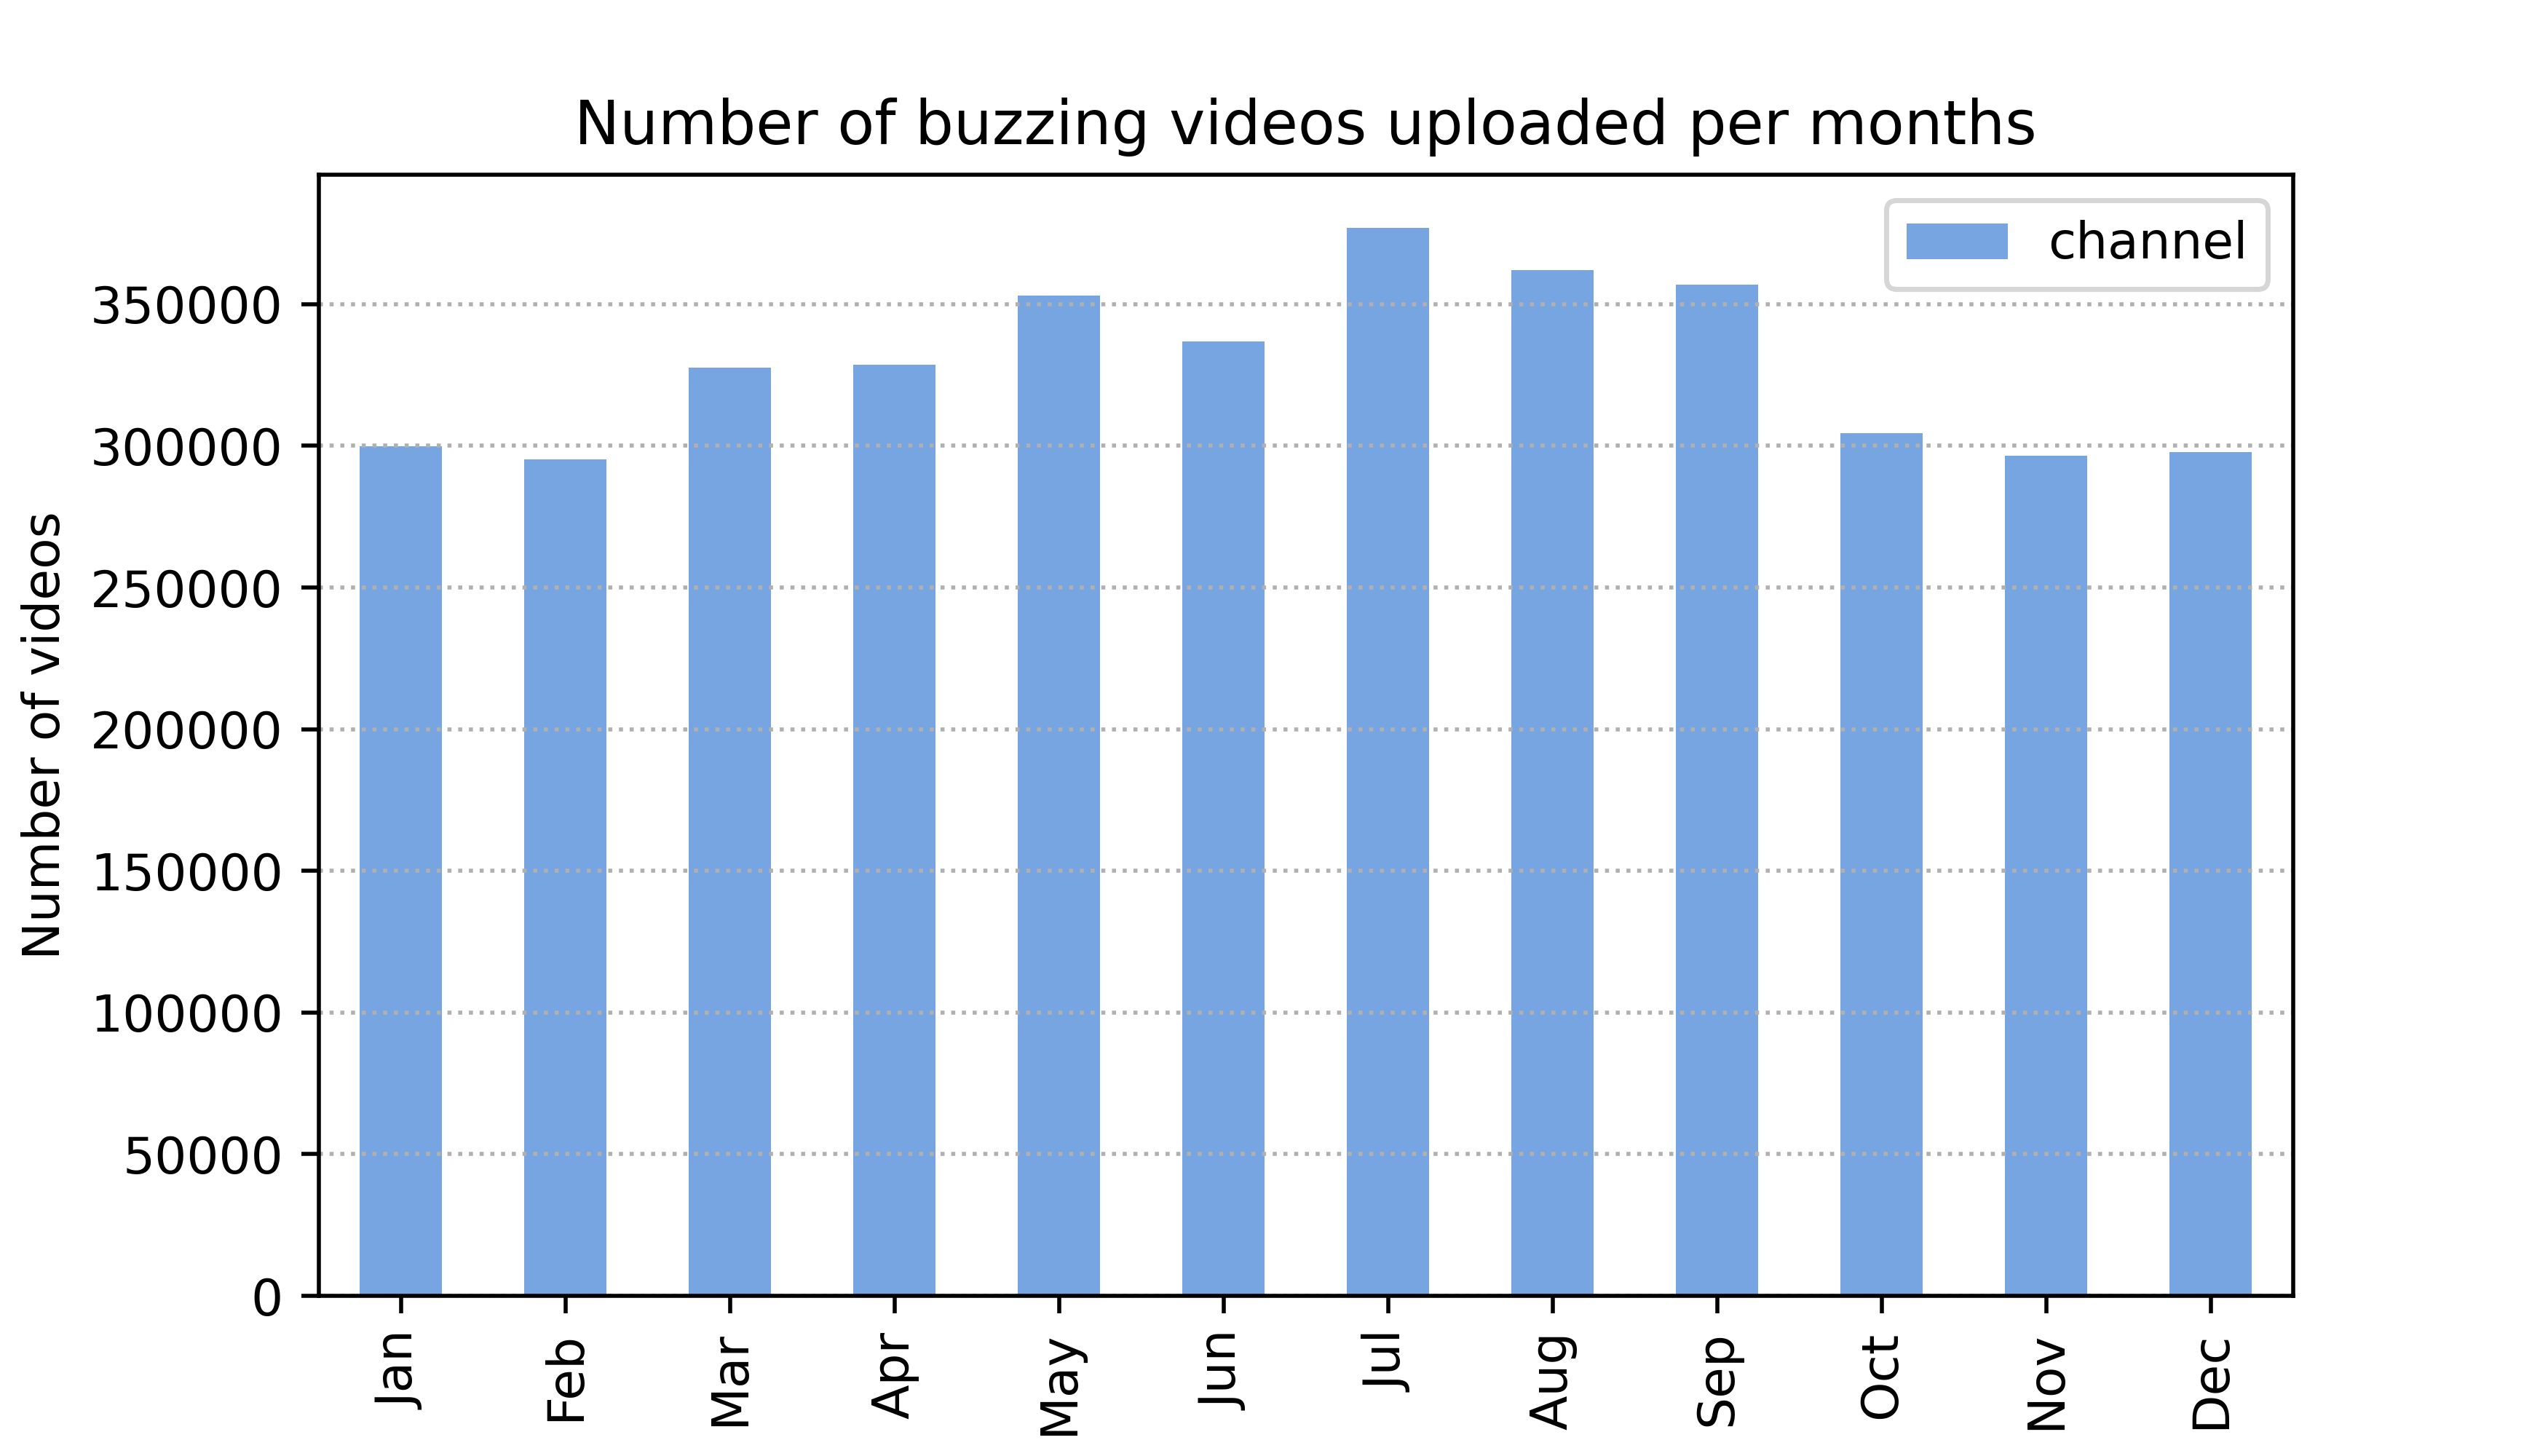 Number of buzzing videos uploaded per months
channel
Number of videos
350000
300000
250000
200000
150000
100000
50000
0
Jan
Feb
Mar
Apr
May
Jun
Jul
Aug
Sep
Oct
Nov
Dec